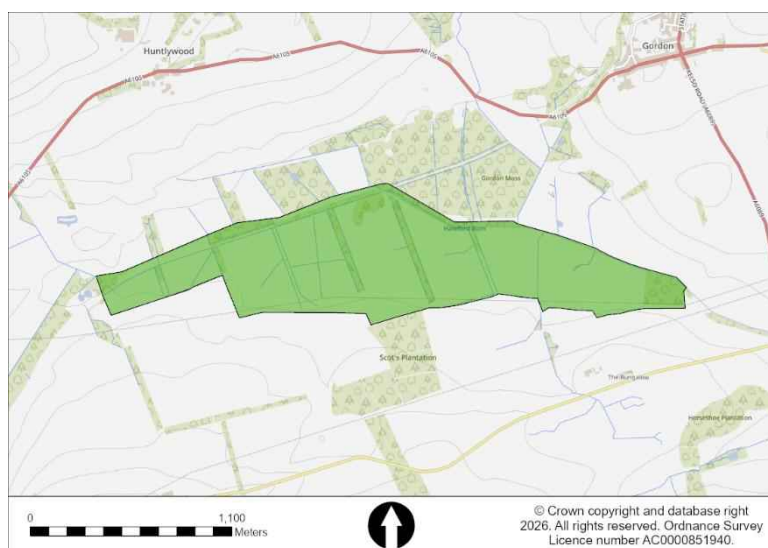 Huntlywood
A6105
Gordon
A6105
A6105
A6105
A6105
Gordon Moss
Scot's Plantation
The Bungalow
0
1,100
Meters
© Crown copyright and database right
2026. All rights reserved. Ordnance Survey
Licence number AC0000851940.